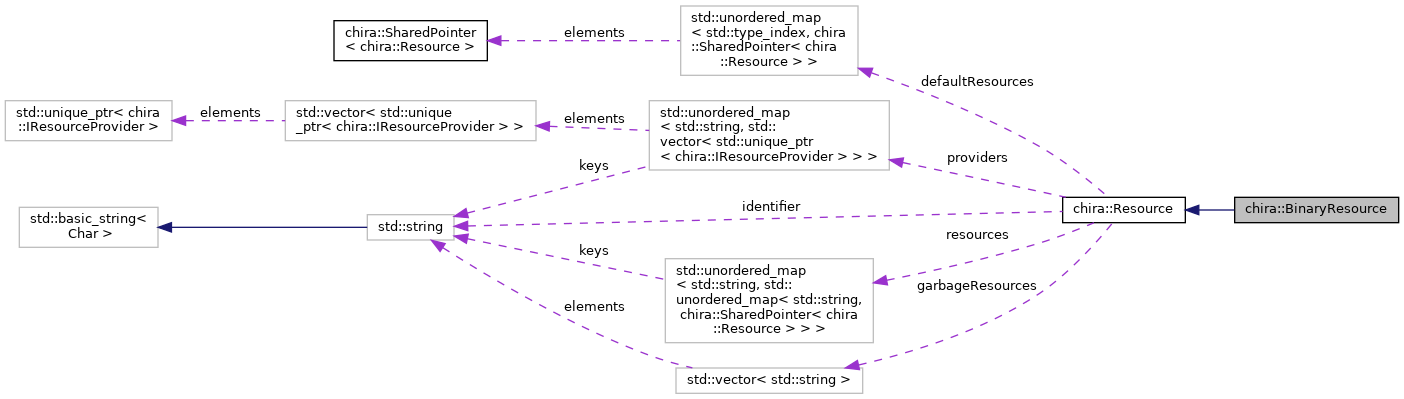 chira::SharedPointer
< chira::Resource >
elements
std::unordered_map
< std::type_index, chira
::SharedPointer< chira
::Resource > >
defaultResources
std::unique_ptr< chira
::IResourceProvider >
elements
std::vector< std::unique
_ptr< chira::IResourceProvider > >
elements
std::unordered_map
< std::string, std::
vector< std::unique_ptr
< chira::IResourceProvider > > >
providers
keys
identifier
std::basic_string<
Char >
std::string
chira::Resource
chira::BinaryResource
resources
keys
std::unordered_map
< std::string, std::
unordered_map< std::string,
chira::SharedPointer< chira
::Resource > > >
garbageResources
elements
std::vector< std::string >